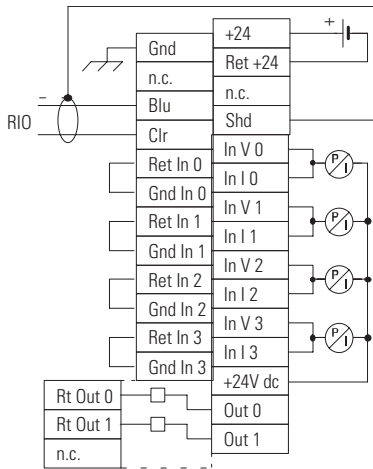 +24
+
Gnd
Ret +24
n.c.
n.c.
–
Blu
Shd
RIO
Clr
In V 0
Ret In 0
In I 0
P/I
Gnd In 0
In V 1
Ret In 1
In I 1
P/I
Gnd In 1
In V 2
Ret In 2
In I 2
P/I
Gnd In 2
In V 3
Ret In 3
In I 3
P/I
Gnd In 3
+24V dc
Rt Out 0
Out 0
Rt Out 1
Out 1
n.c.